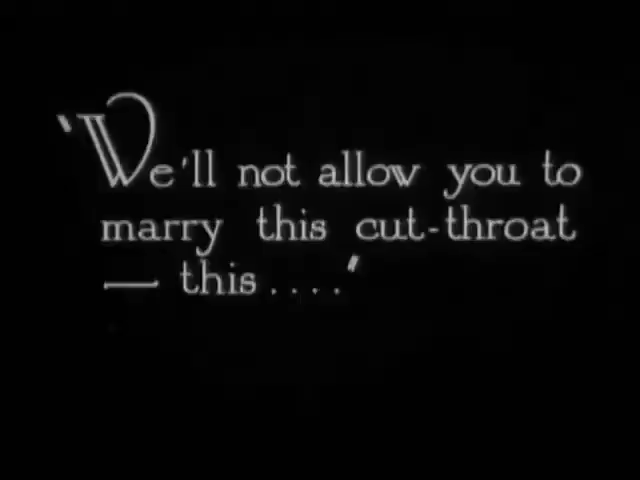 'We'll not allow you to
marry this cut-throat
— this....'